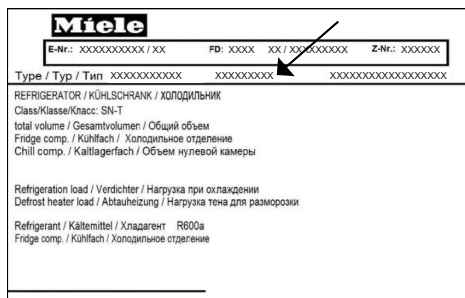 Miele
E-Nr.: XXXXXXXXXX / XX FD: XXXX XX / XXXXXXXXX Z-Nr.: XXXXXX
Type / Typ / Тип XXXXXXXXXXX XXXXXXXXX XXXXXXXXXXXXXXXXXX
REFRIGERATOR / KÜHLSCHRANK / ХОЛОДИЛЬНИК
Class/Klasse/Класс: SN-T
total volume / Gesamtvolumen / Общий объем
Fridge comp. / Kühlfach / Холодильное отделение
Chill comp. / Kaltlagerfach / Объем нулевой камеры
Refrigeration load / Verdichter / Нагрузка при охлаждении
Defrost heater load / Abtauheizung / Нагрузка тена для разморозки
Refrigerant / Kältemittel / Хладагент R600a
Fridge comp. / Kühlfach / Холодильное отделение